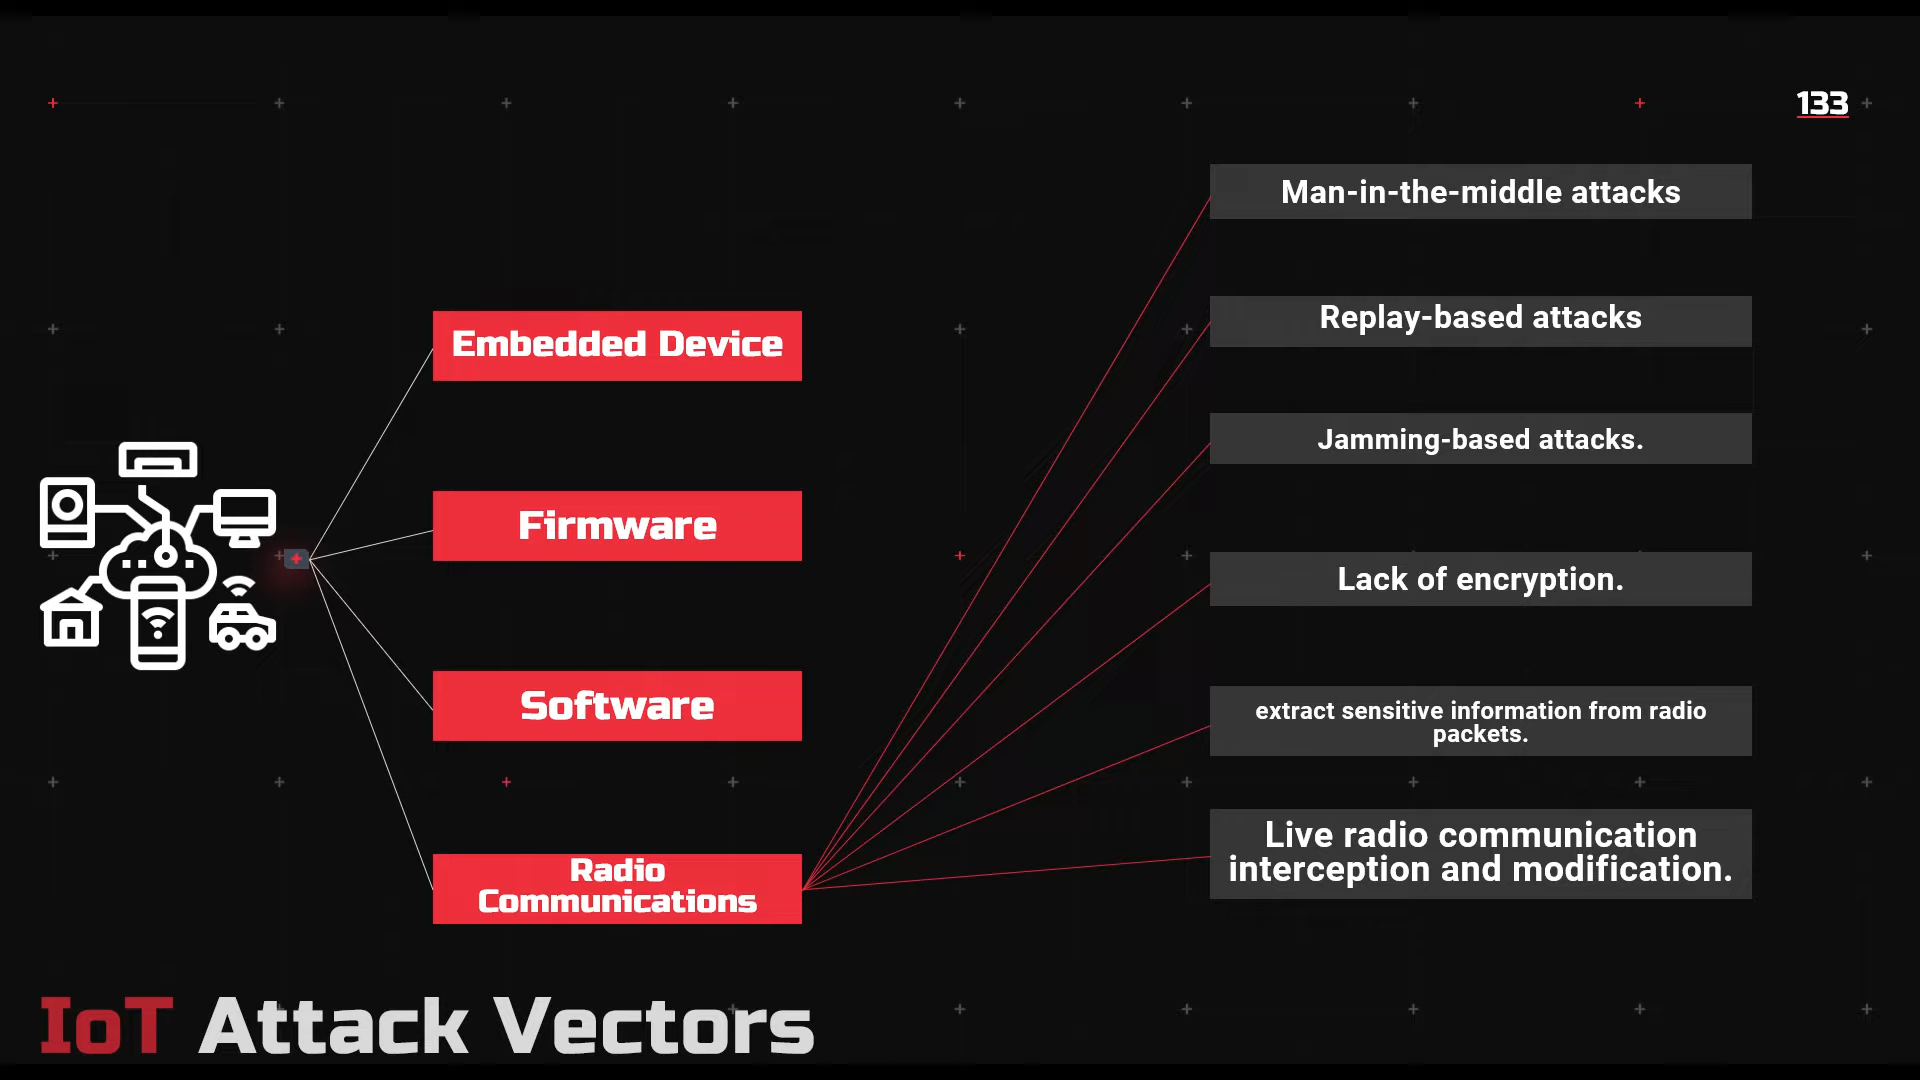 133
Man-in-the-middle attacks
Replay-based attacks
Embedded Device
Jamming-based attacks.
Firmware
Lack of encryption.
Software
extract sensitive information from radio
packets.
Live radio communication
interception and modification.
Radio
Communications
IoT Attack Vectors